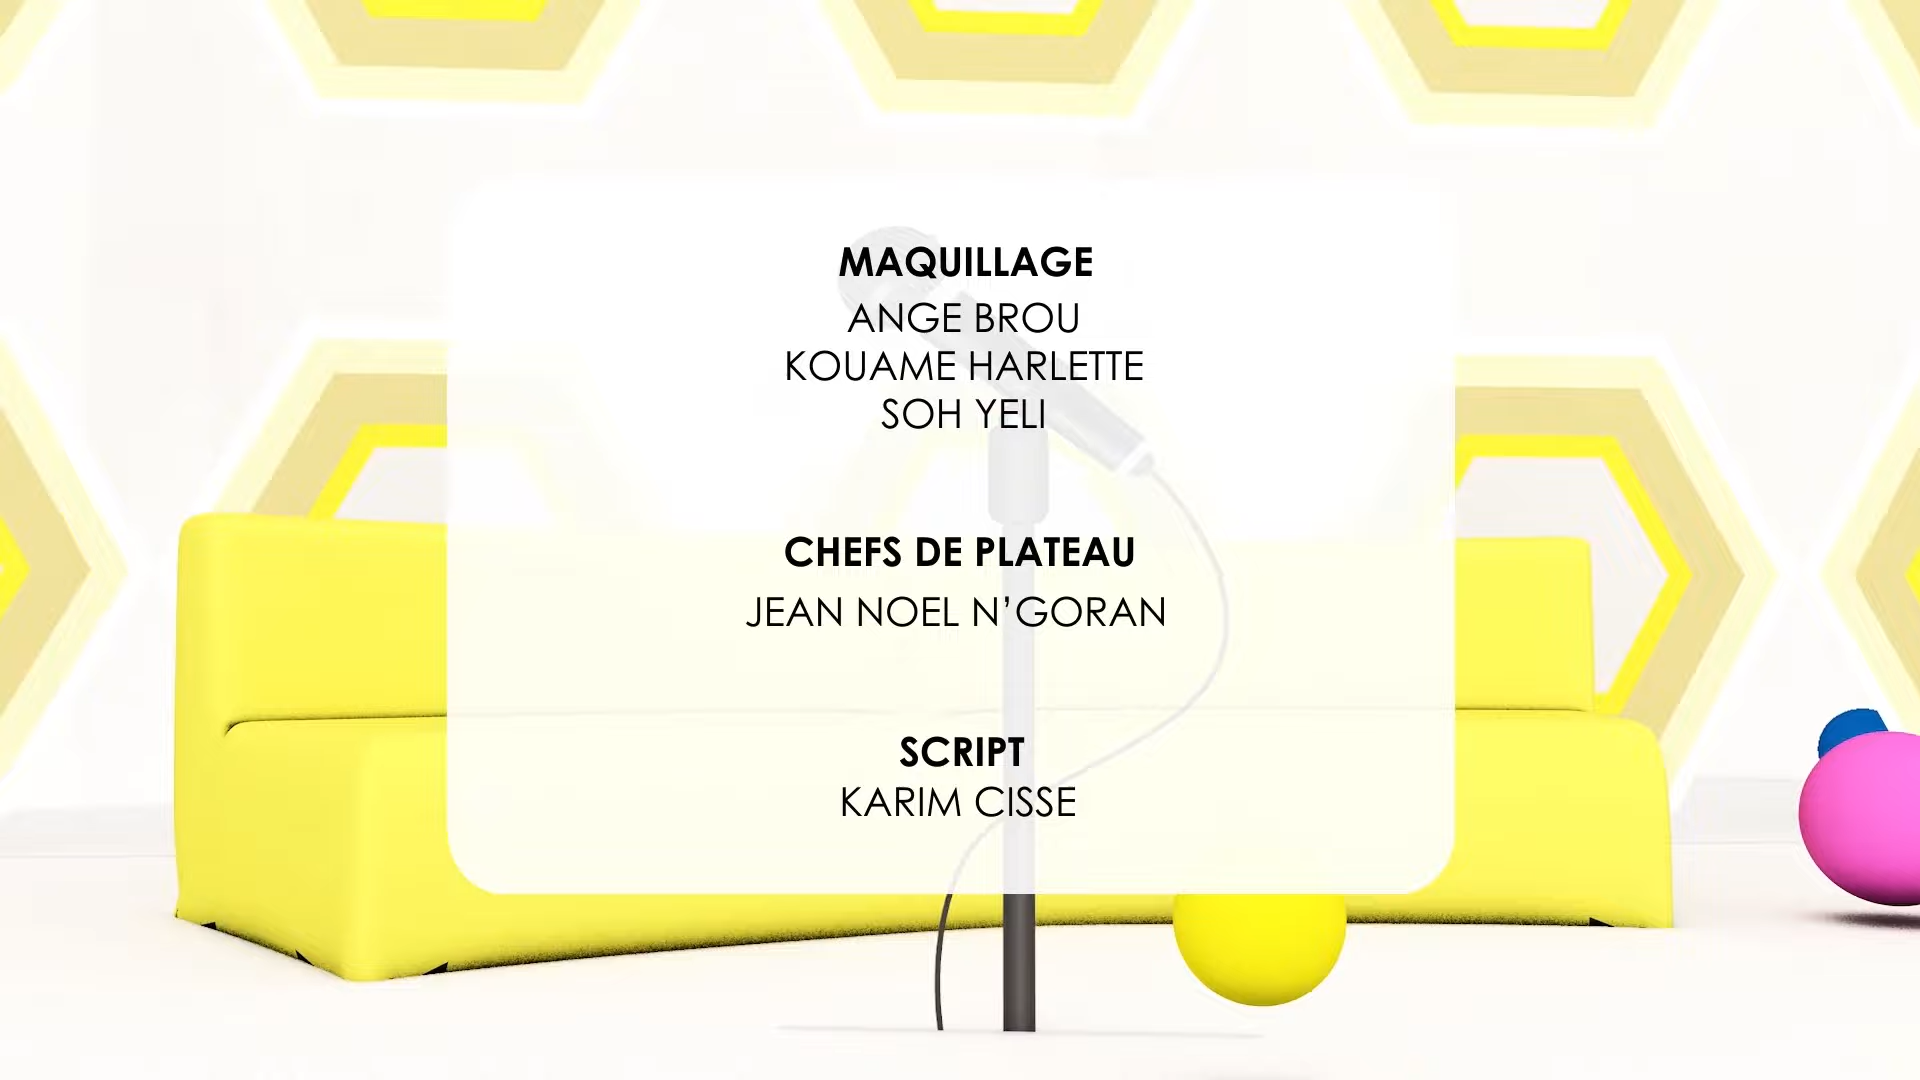 MAQUILLAGE
ANGE BROU
KOUAME HARLETTE
SOH YELI
CHEFS DE PLATEAU
JEAN NOEL N’GORAN
SCRIPT
KARIM CISSE